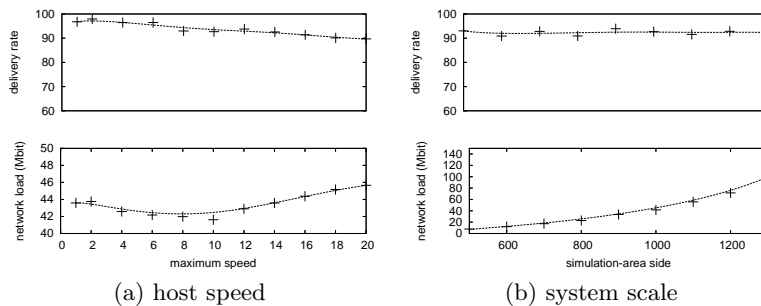 delivery rate
100
90
80
70
60
network load (Mbit)
50
48
46
44
42
40
0 2 4 6 8 10 12 14 16 18 20
maximum speed
(a) host speed
delivery rate
100
90
80
70
60
network load (Mbit)
140
120
100
80
60
40
20
0
600 800 1000 1200
simulation-area side
(b) system scale